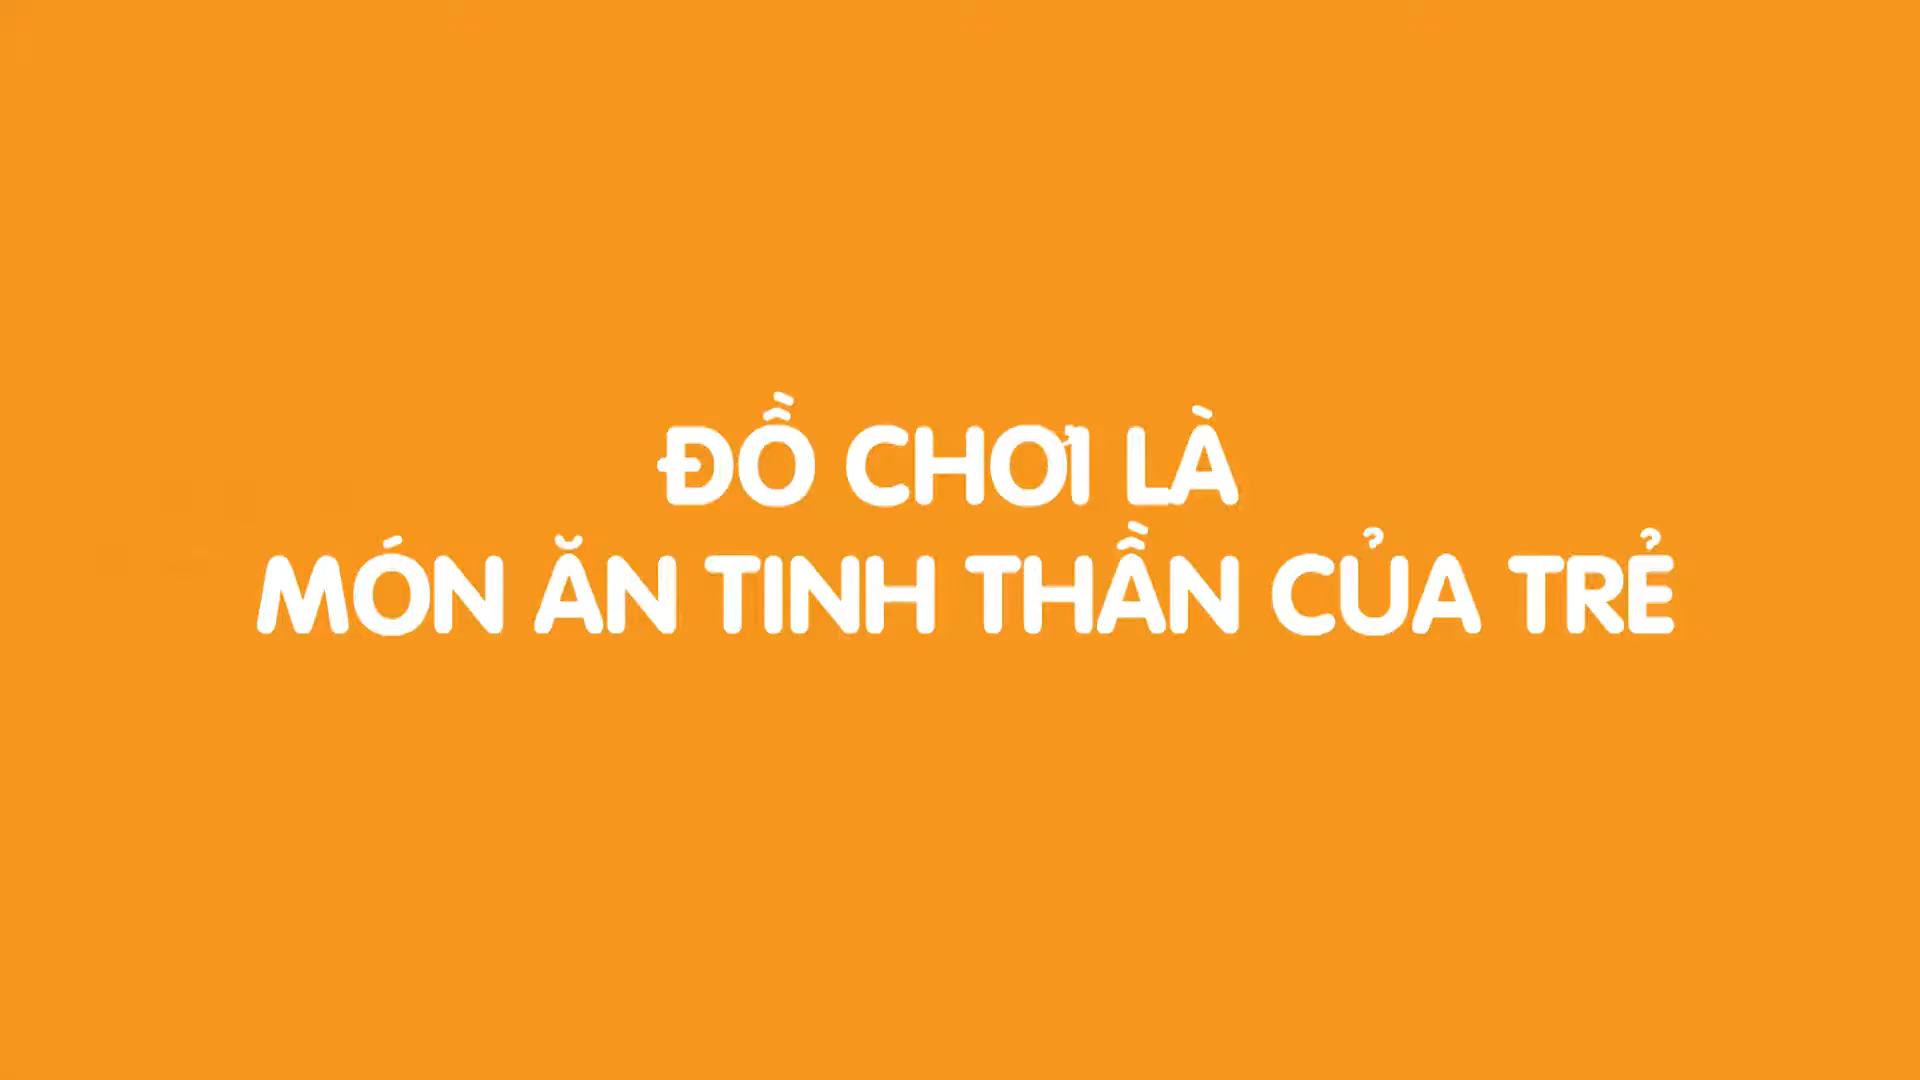 ĐỒ CHƠI LÀ
MÓN ĂN TINH THẦN CỦA TRẺ